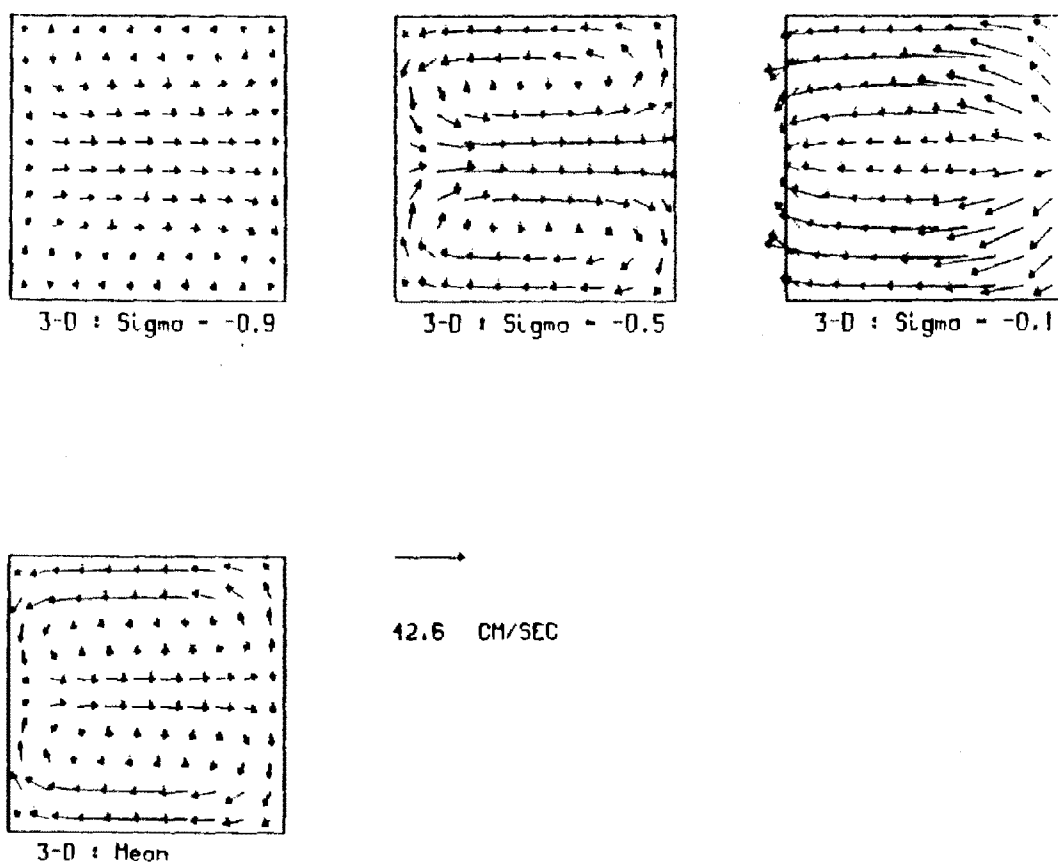 3-D : Sigma = -0.9
3-D : Sigma = -0.5
3-D : Sigma = -0.1
42.6 CM/SEC
3-D : Mean